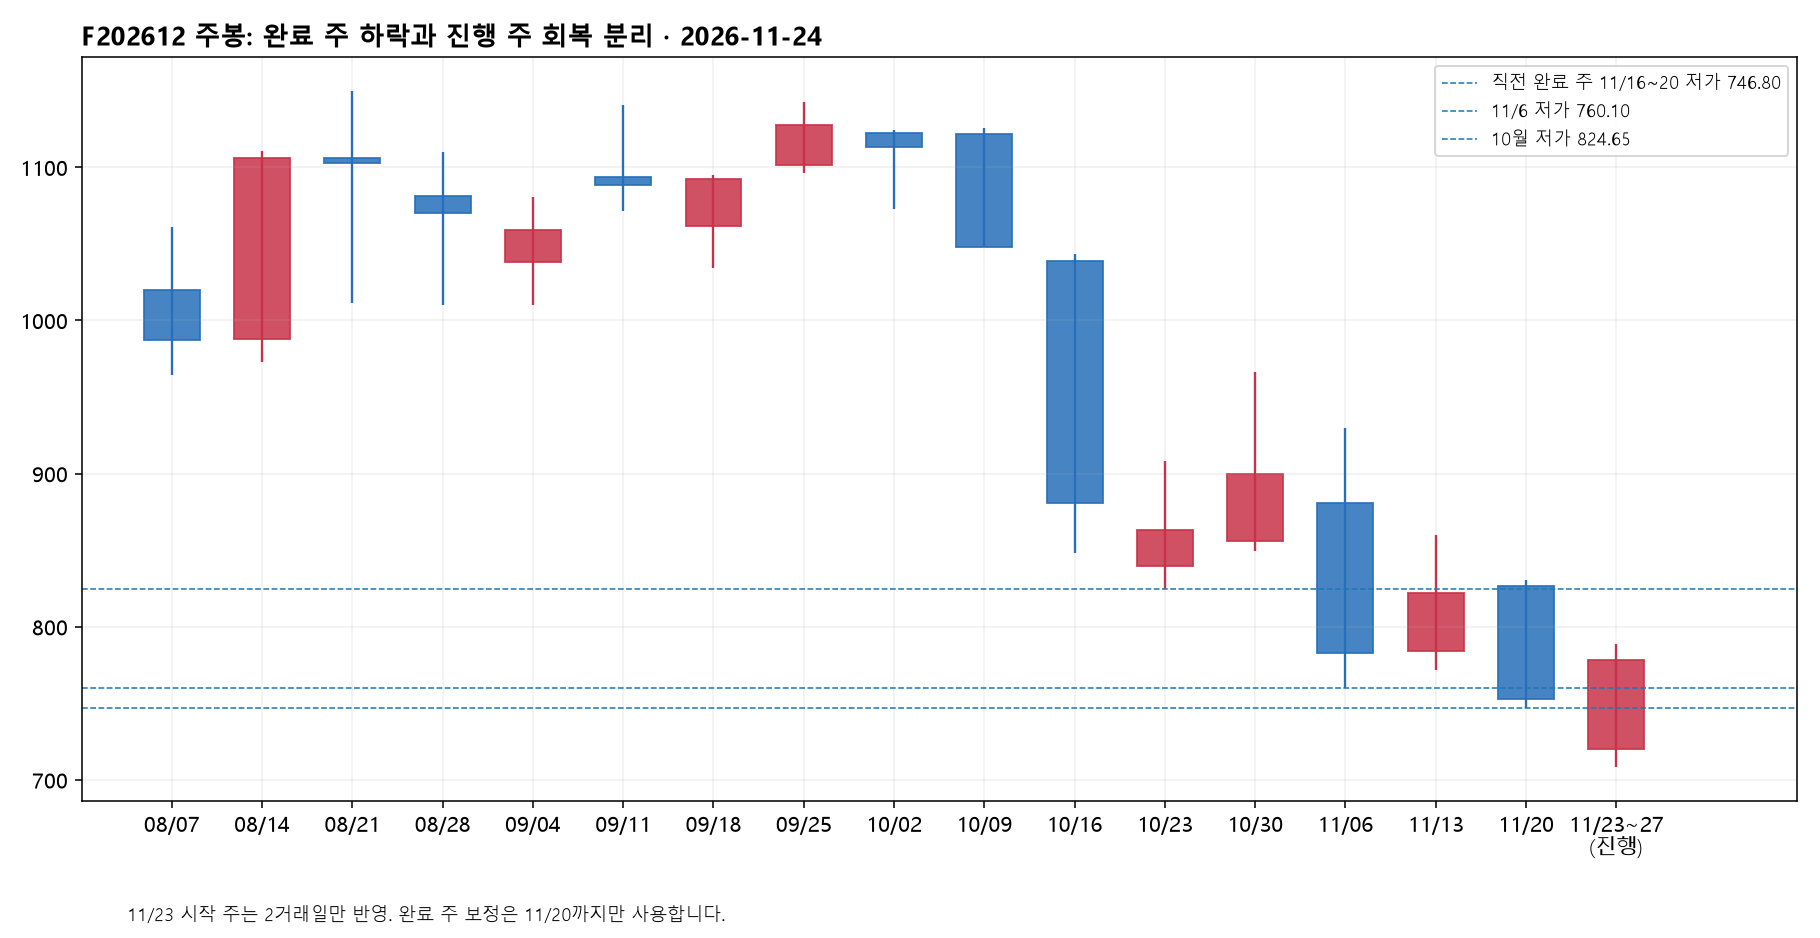 F202612 주봉: 완료 주 하락과 진행 주 회복 분리 · 2026-11-24
직전 완료 주 11/16~20 저가 746.80
11/6 저가 760.10
10월 저가 824.65
1100
1000
900
800
700
08/07 08/14 08/21 08/28 09/04 09/11 09/18 09/25 10/02 10/09 10/16 10/23 10/30 11/06 11/13 11/20 11/23~27
(진행)
11/23 시작 주는 2거래일만 반영. 완료 주 보정은 11/20까지만 사용합니다.